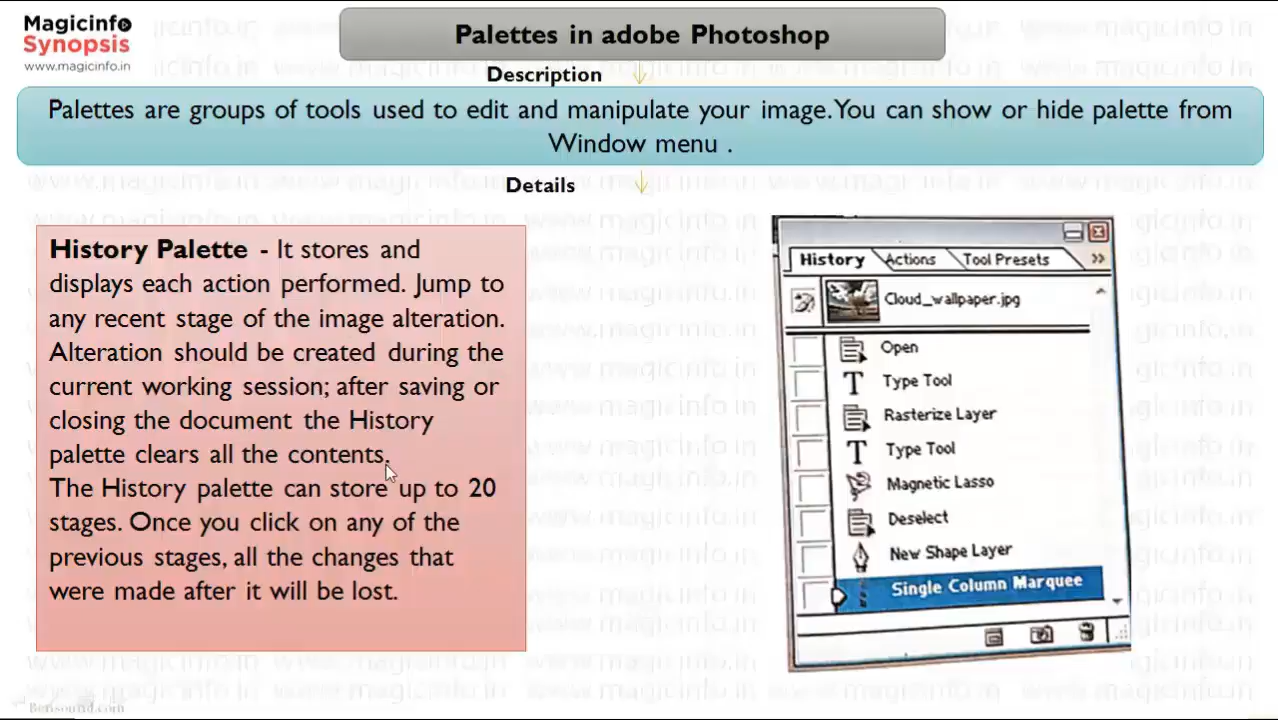 Magicinfo
Synopsis
www.magicinfo.in
Palettes in adobe Photoshop
Description
Palettes are groups of tools used to edit and manipulate your image. You can show or hide palette from
Window menu .
Details
History Palette - It stores and
displays each action performed. Jump to
any recent stage of the image alteration.
Alteration should be created during the
current working session; after saving or
closing the document the History
palette clears all the contents.
The History palette can store up to 20
stages. Once you click on any of the
previous stages, all the changes that
were made after it will be lost.
History Actions Tool Presets
Cloud_wallpaper.jpg
Open
Type Tool
Rasterize Layer
Type Tool
Magnetic Lasso
Deselect
New Shape Layer
Single Column Marquee
Bensound.com